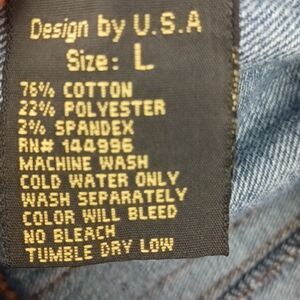 Design by U.S.A
Size: L
76% COTTON
22% POLYESTER
2% SPANDEX
RN# 144996
MACHINE WASH
COLD WATER ONLY
WASH SEPARATELY
COLOR WILL BLEED
NO BLEACH
TUMBLE DRY LOW